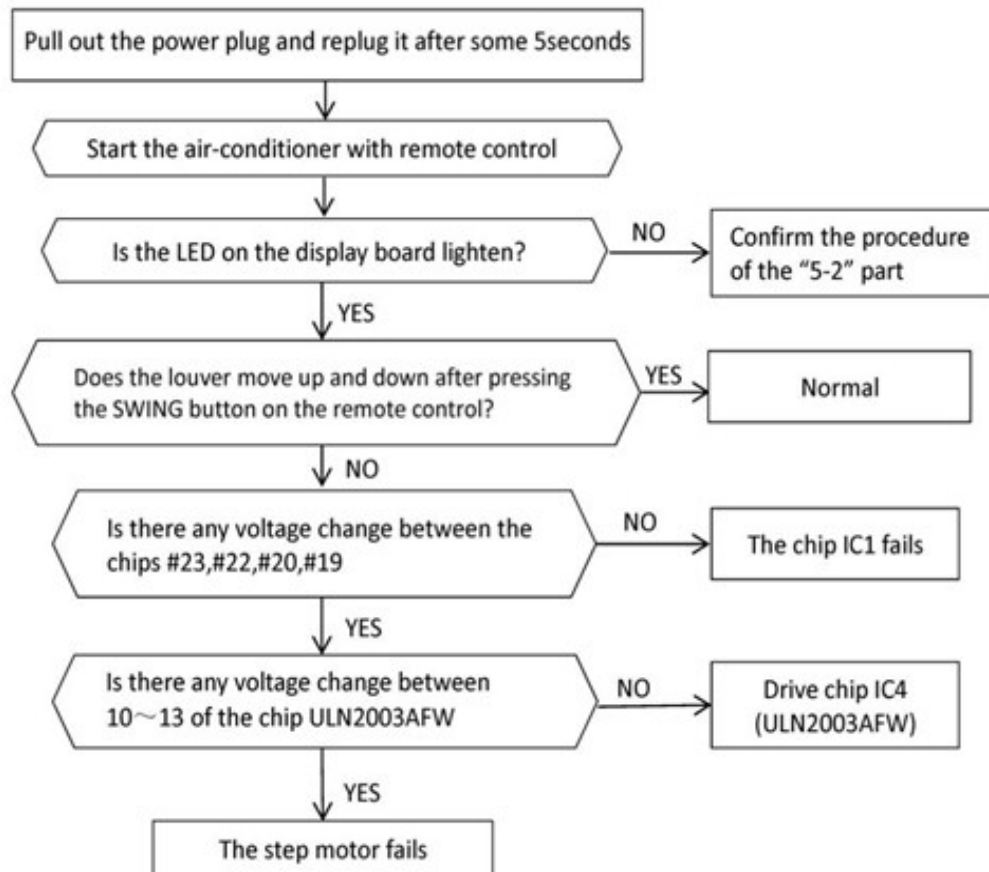 Pull out the power plug and replug it after some 5seconds
Start the air-conditioner with remote control
Is the LED on the display board lighten?
NO
Confirm the procedure
of the “5-2” part
YES
Does the louver move up and down after pressing
the SWING button on the remote control?
YES
Normal
NO
Is there any voltage change between the
chips #23,#22,#20,#19
NO
The chip IC1 fails
YES
Is there any voltage change between
10～13 of the chip ULN2003AFW
NO
Drive chip IC4
(ULN2003AFW)
YES
The step motor fails